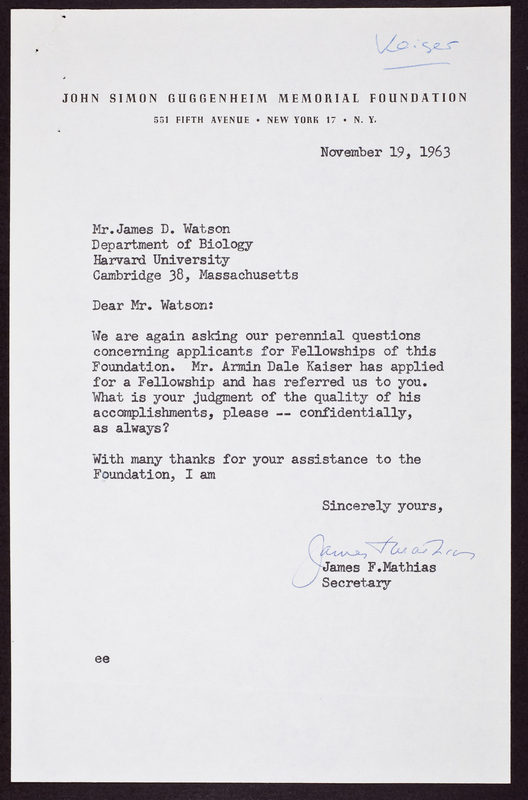 Kaiser
JOHN SIMON GUGGENHEIM MEMORIAL FOUNDATION
551 FIFTH AVENUE • NEW YORK 17 • N. Y.
November 19, 1963
Mr.James D. Watson
Department of Biology
Harvard University
Cambridge 38, Massachusetts
Dear Mr. Watson:
We are again asking our perennial questions
concerning applicants for Fellowships of this
Foundation.  Mr. Armin Dale Kaiser has applied
for a Fellowship and has referred us to you.
What is your judgment of the quality of his
accomplishments, please -- confidentially,
as always?
With many thanks for your assistance to the
Foundation, I am
Sincerely yours,
James F Mathias
James F.Mathias
Secretary
ee